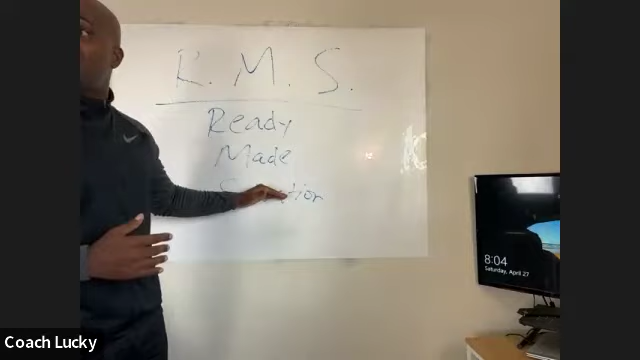 R. M. S.
Ready
Made
8:04
Saturday, April 27
Coach Lucky